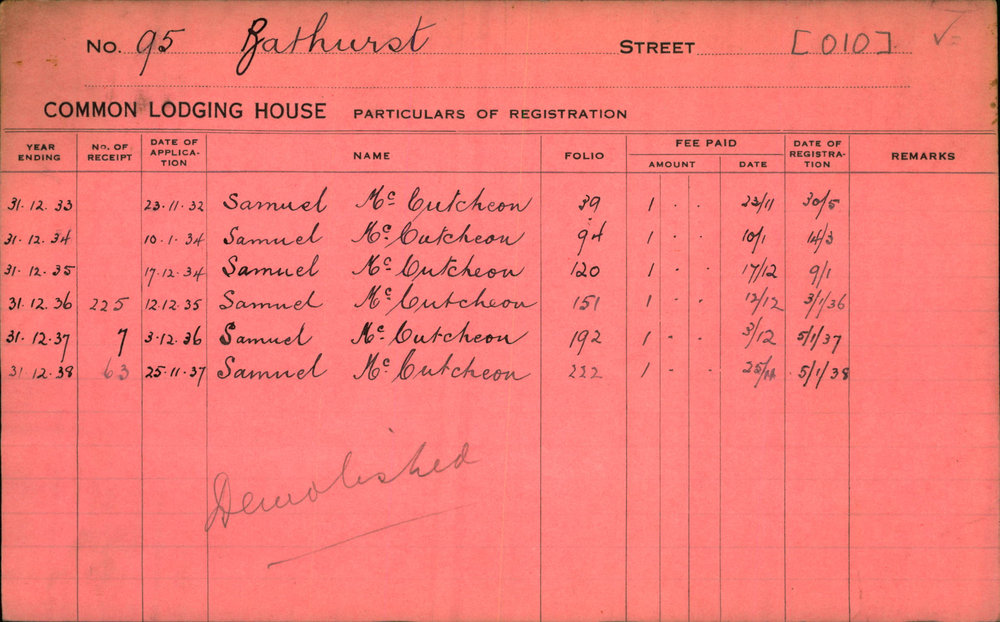 No. 95 Bathurst STREET [010]
COMMON LODGING HOUSE PARTICULARS OF REGISTRATION
YEAR ENDING No. OF RECEIPT DATE OF APPLICA-TION NAME FOLIO FEE PAID AMOUNT DATE DATE OF REGISTRA-TION REMARKS
31.12.33 23.11.32 Samuel McCutcheon 39 1 . . 23/11 30/5
31.12.34 10.1.34 Samuel McCutcheon 94 1 . . 10/1 14/3
31.12.35 17.12.34 Samuel McCutcheon 120 1 . . 17/12 9/1
31.12.36 225 12.12.35 Samuel McCutcheon 151 1 - - 12/12 3/1/36
31.12.37 7 3.12.36 Samuel McCutcheon 192 1 - - 3/12 5/1/37
31.12.38 63 25.11.37 Samuel McCutcheon 222 1 - - 25/11 5/1/38
Demolished